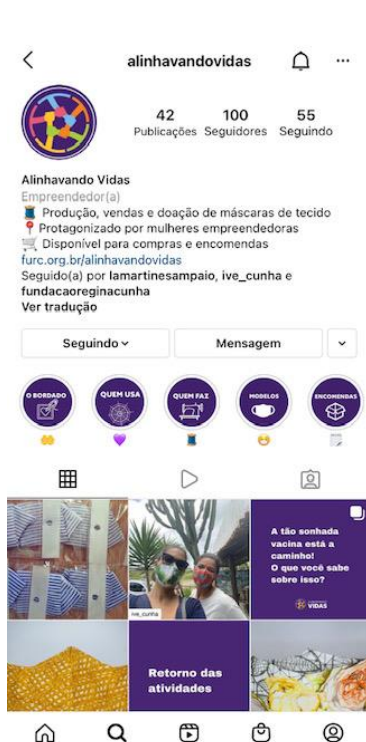 alinhavandovidas
42 100 55
Publicações Seguidores Seguindo
Alinhavando Vidas
Empreendedor(a)
Produção, vendas e doação de máscaras de tecido
Protagonizado por mulheres empreendedoras
Disponível para compras e encomendas
furc.org.br/alinhavandovidas
Seguido(a) por lamartinesampaio, ive_cunha e
fundacaoreginacunha
Ver tradução
Seguindo
Mensagem
O BORDADO
QUEM USA
QUEM FAZ
MODELOS
ENCOMENDAS
ive_cunha
A tão sonhada
vacina está a
caminho!
O que você sabe
sobre isso?
VIDAS
Retorno das
atividades